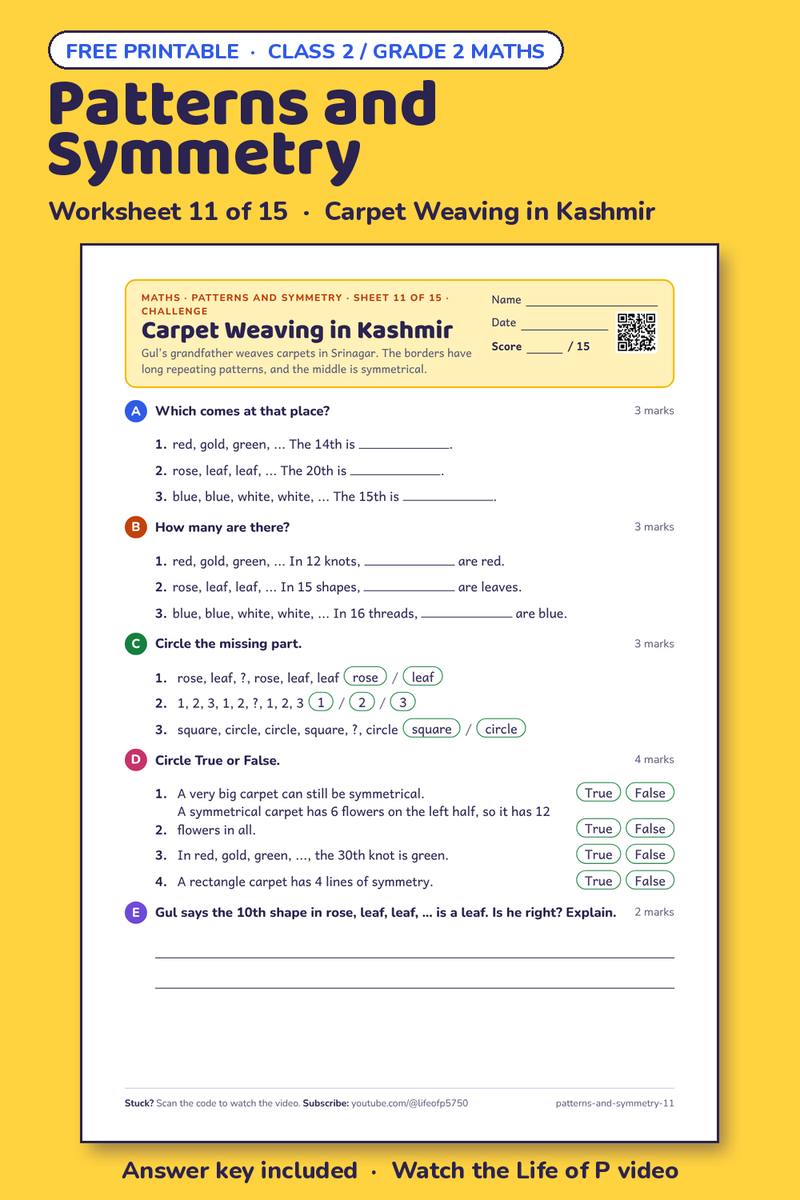 FREE PRINTABLE · CLASS 2 / GRADE 2 MATHS
Patterns and
Symmetry
Worksheet 11 of 15 · Carpet Weaving in Kashmir
MATHS · PATTERNS AND SYMMETRY · SHEET 11 OF 15 ·
CHALLENGE
Carpet Weaving in Kashmir
Gul's grandfather weaves carpets in Srinagar. The borders have
long repeating patterns, and the middle is symmetrical.
Name ____
Date ____
Score ____ / 15
A Which comes at that place? 3 marks
1. red, gold, green, ... The 14th is ____.
2. rose, leaf, leaf, ... The 20th is ____.
3. blue, blue, white, white, ... The 15th is ____.
B How many are there? 3 marks
1. red, gold, green, ... In 12 knots, ____ are red.
2. rose, leaf, leaf, ... In 15 shapes, ____ are leaves.
3. blue, blue, white, white, ... In 16 threads, ____ are blue.
C Circle the missing part. 3 marks
1. rose, leaf, ?, rose, leaf, leaf rose / leaf
2. 1, 2, 3, 1, 2, ?, 1, 2, 3 1 / 2 / 3
3. square, circle, circle, square, ?, circle square / circle
D Circle True or False. 4 marks
1. A very big carpet can still be symmetrical. True False
A symmetrical carpet has 6 flowers on the left half, so it has 12
2. flowers in all. True False
3. In red, gold, green, ..., the 30th knot is green. True False
4. A rectangle carpet has 4 lines of symmetry. True False
E Gul says the 10th shape in rose, leaf, leaf, ... is a leaf. Is he right? Explain. 2 marks
Stuck? Scan the code to watch the video. Subscribe: youtube.com/@lifeofp5750
patterns-and-symmetry-11
Answer key included · Watch the Life of P video